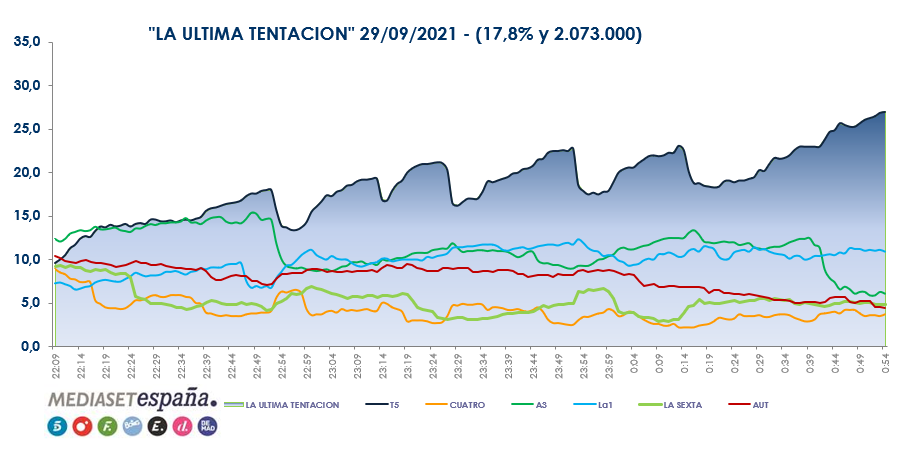 "LA ULTIMA TENTACION" 29/09/2021 - (17,8% y 2.073.000)
35,0
30,0
25,0
20,0
15,0
10,0
5,0
0,0
22:09 22:14 22:19 22:24 22:29 22:34 22:39 22:44 22:49 22:54 22:59 23:04 23:09 23:14 23:19 23:24 23:29 23:34 23:39 23:44 23:49 23:54 23:59 0:04 0:09 0:14 0:19 0:24 0:29 0:34 0:39 0:44 0:49 0:54
MEDIASETespaña.
LA ULTIMA TENTACION T5 CUATRO A3 La1 LA SEXTA AUT
5 F. Boing E. d. DE MAD